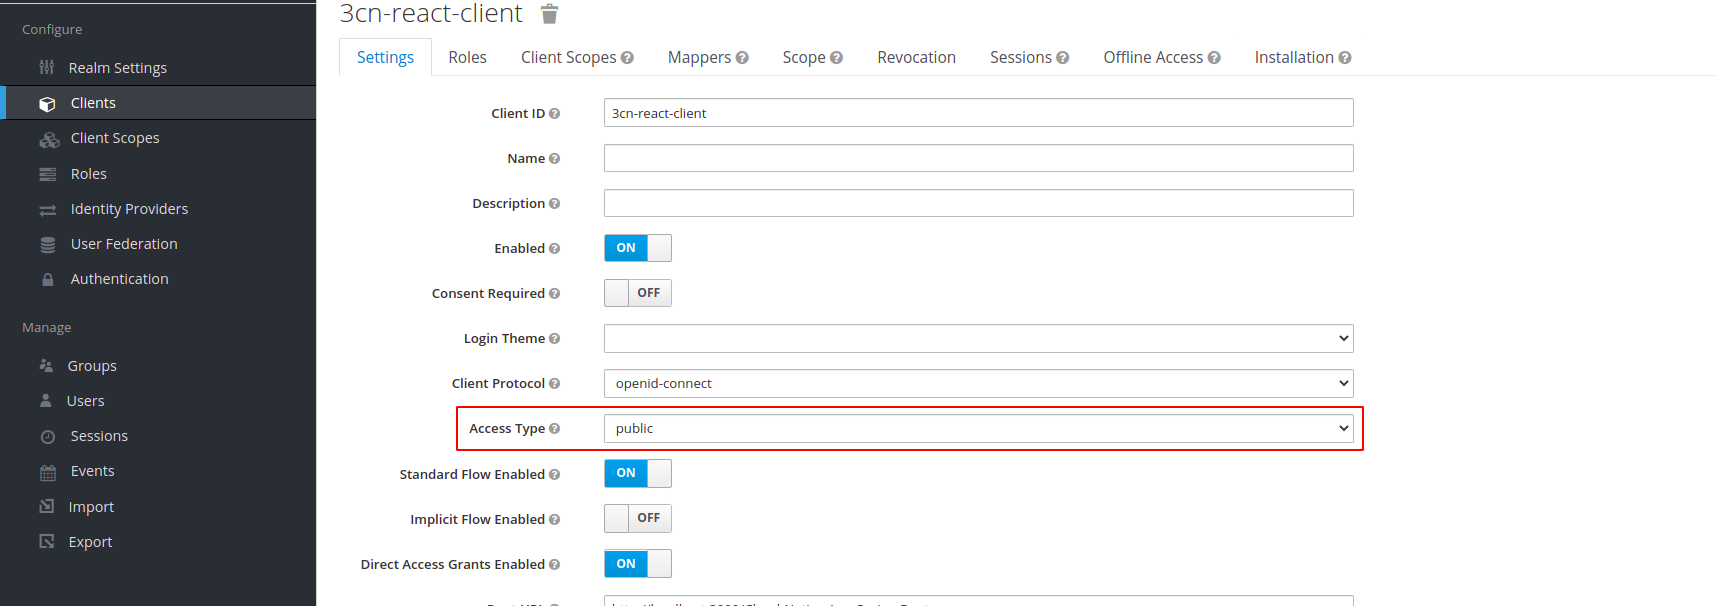 3cn-react-client
Configure
Realm Settings
Clients
Client Scopes
Roles
Identity Providers
User Federation
Authentication
Manage
Groups
Users
Sessions
Events
Import
Export
Settings Roles Client Scopes Mappers Scope Revocation Sessions Offline Access Installation
Client ID 3cn-react-client
Name
Description
Enabled ON
Consent Required OFF
Login Theme
Client Protocol openid-connect
Access Type public
Standard Flow Enabled ON
Implicit Flow Enabled OFF
Direct Access Grants Enabled ON